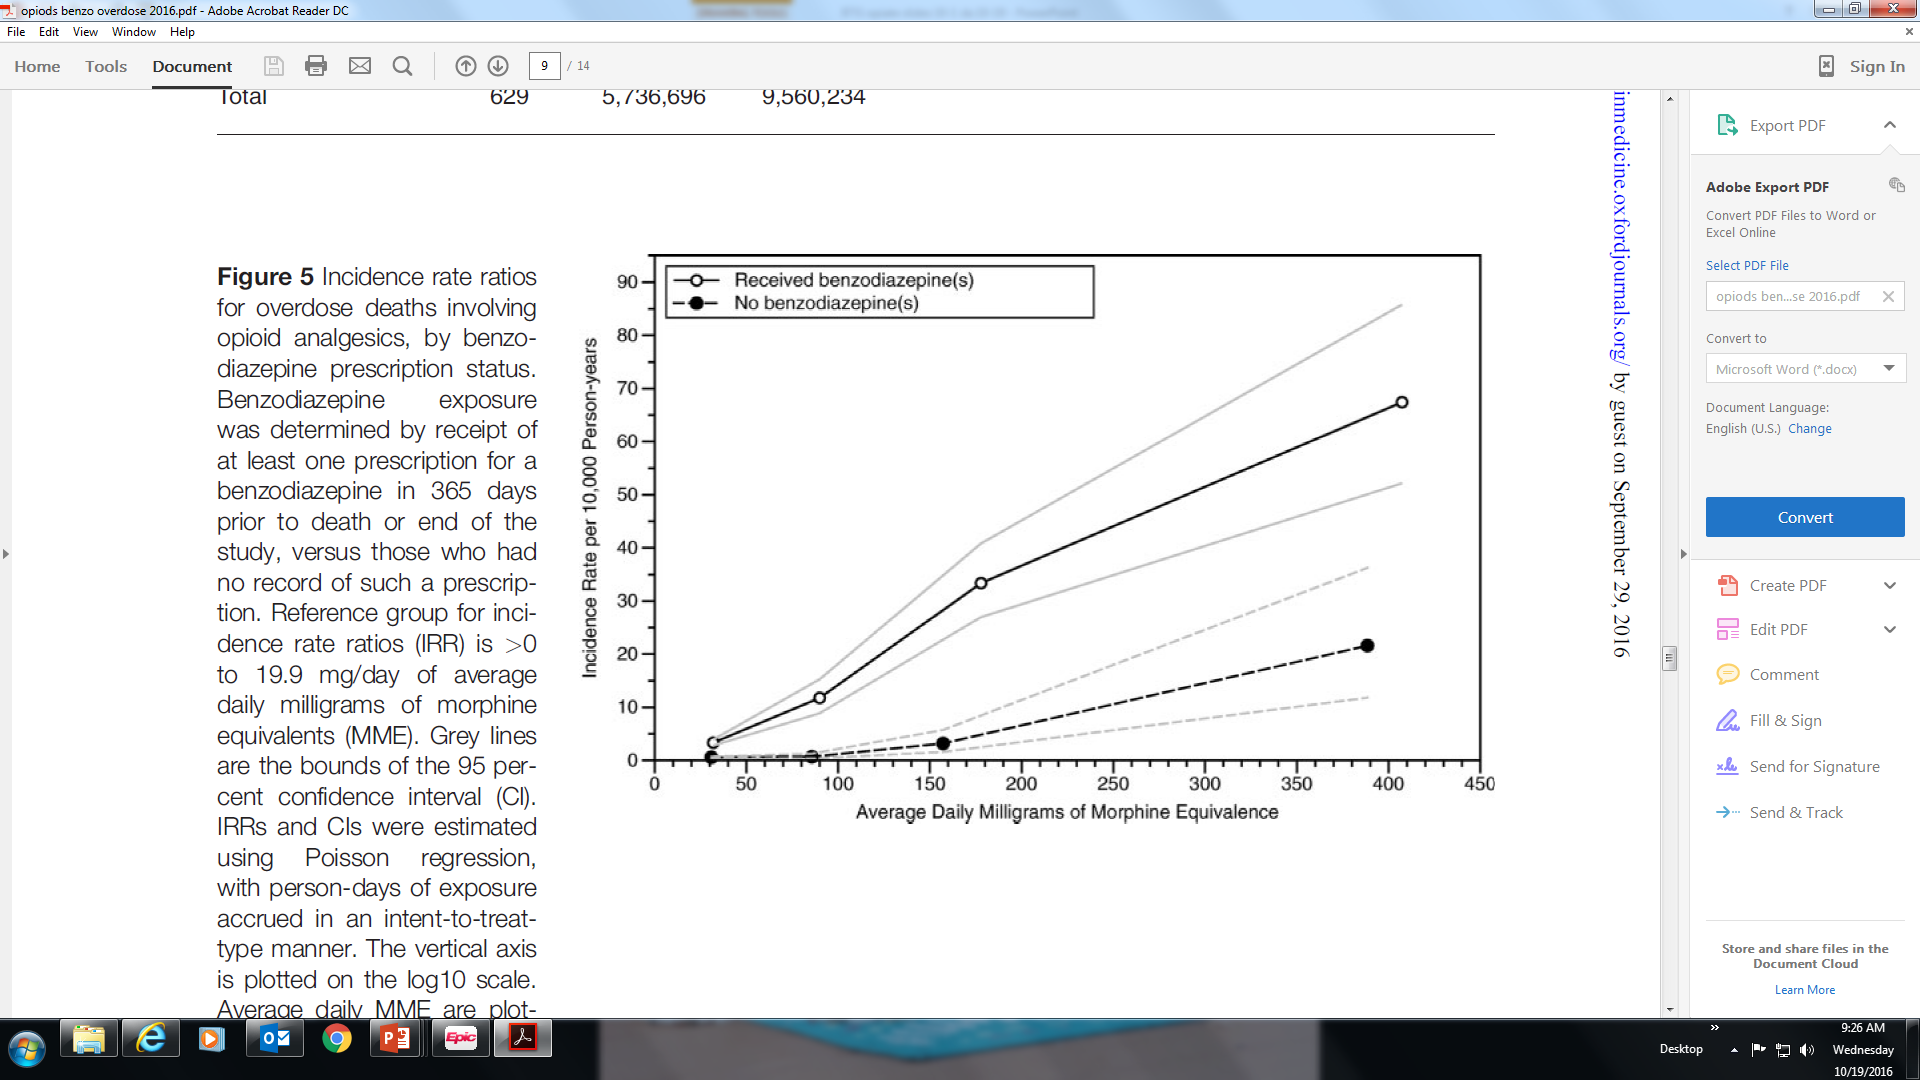 opiods benzo overdose 2016.pdf - Adobe Acrobat Reader DC
File Edit View Window Help
Home Tools Document 9 / 14 Sign In
Total 629 5,736,696 9,560,234
Figure 5 Incidence rate ratios
for overdose deaths involving
opioid analgesics, by benzo-
diazepine prescription status.
Benzodiazepine exposure
was determined by receipt of
at least one prescription for a
benzodiazepine in 365 days
prior to death or end of the
study, versus those who had
no record of such a prescrip-
tion. Reference group for inci-
dence rate ratios (IRR) is >0
to 19.9 mg/day of average
daily milligrams of morphine
equivalents (MME). Grey lines
are the bounds of the 95 per-
cent confidence interval (CI).
IRRs and CIs were estimated
using Poisson regression,
with person-days of exposure
accrued in an intent-to-treat-
type manner. The vertical axis
is plotted on the log10 scale.
Average daily MME are plot-
Received benzodiazepine(s)
No benzodiazepine(s)
Incidence Rate per 10,000 Person-years
90
80
70
60
50
40
30
20
10
0
0 50 100 150 200 250 300 350 400 450
Average Daily Milligrams of Morphine Equivalence
inmedicine.oxfordjournals.org/ by guest on September 29, 2016
Export PDF
Adobe Export PDF
Convert PDF Files to Word or
Excel Online
Select PDF File
opiods ben...se 2016.pdf
Convert to
Microsoft Word (*.docx)
Document Language:
English (U.S.) Change
Convert
Create PDF
Edit PDF
Comment
Fill & Sign
Send for Signature
Send & Track
Store and share files in the
Document Cloud
Learn More
Epic
Desktop
9:26 AM
Wednesday
10/19/2016